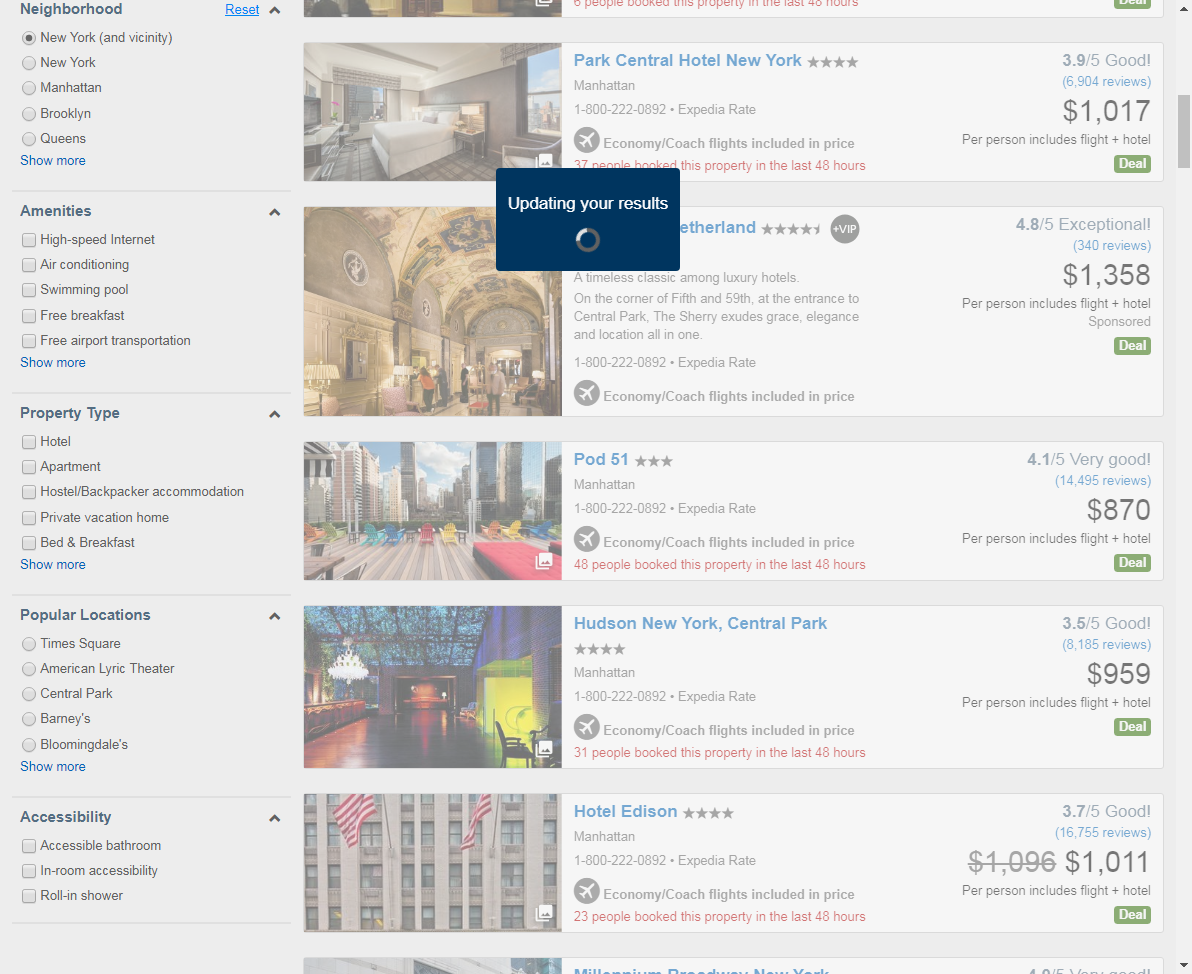 Neighborhood
Reset
New York (and vicinity)
New York
Manhattan
Brooklyn
Queens
Show more
Amenities
High-speed Internet
Air conditioning
Swimming pool
Free breakfast
Free airport transportation
Show more
Property Type
Hotel
Apartment
Hostel/Backpacker accommodation
Private vacation home
Bed & Breakfast
Show more
Popular Locations
Times Square
American Lyric Theater
Central Park
Barney's
Bloomingdale's
Show more
Accessibility
Accessible bathroom
In-room accessibility
Roll-in shower
6 people booked this property in the last 48 hours
Deal
Park Central Hotel New York
Manhattan
1-800-222-0892 • Expedia Rate
Economy/Coach flights included in price
37 people booked this property in the last 48 hours
3.9/5 Good!
(6,904 reviews)
$1,017
Per person includes flight + hotel
Deal
Updating your results
etherland
+VIP
A timeless classic among luxury hotels.
On the corner of Fifth and 59th, at the entrance to
Central Park, The Sherry exudes grace, elegance
and location all in one.
1-800-222-0892 • Expedia Rate
Economy/Coach flights included in price
4.8/5 Exceptional!
(340 reviews)
$1,358
Per person includes flight + hotel
Sponsored
Deal
Pod 51
Manhattan
1-800-222-0892 • Expedia Rate
Economy/Coach flights included in price
48 people booked this property in the last 48 hours
4.1/5 Very good!
(14,495 reviews)
$870
Per person includes flight + hotel
Deal
Hudson New York, Central Park
Manhattan
1-800-222-0892 • Expedia Rate
Economy/Coach flights included in price
31 people booked this property in the last 48 hours
3.5/5 Good!
(8,185 reviews)
$959
Per person includes flight + hotel
Deal
Hotel Edison
Manhattan
1-800-222-0892 • Expedia Rate
Economy/Coach flights included in price
23 people booked this property in the last 48 hours
3.7/5 Good!
(16,755 reviews)
$1,096 $1,011
Per person includes flight + hotel
Deal
Millennium Broadway New York
4.0/5 Good!